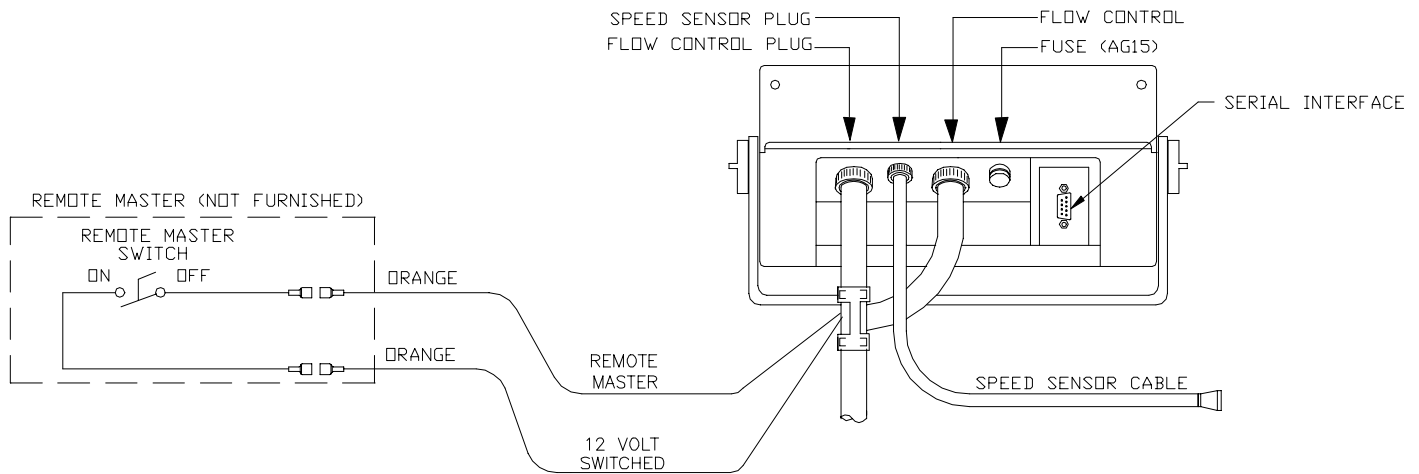 SPEED SENSOR PLUG
FLOW CONTROL PLUG
FLOW CONTROL
FUSE (AG15)
SERIAL INTERFACE
REMOTE MASTER (NOT FURNISHED)
REMOTE MASTER
SWITCH
ON OFF
ORANGE
ORANGE
REMOTE
MASTER
SPEED SENSOR CABLE
12 VOLT
SWITCHED